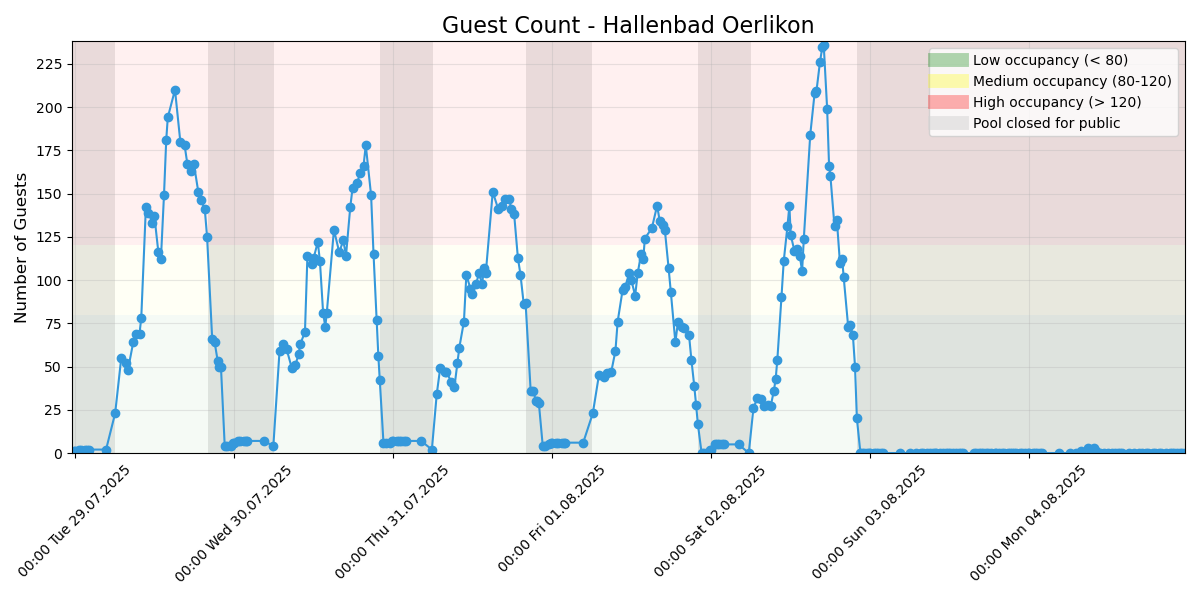 Guest Count - Hallenbad Oerlikon
Number of Guests
225
200
175
150
125
100
75
50
25
0
Low occupancy (< 80)
Medium occupancy (80-120)
High occupancy (> 120)
Pool closed for public
00:00 Tue 29.07.2025
00:00 Wed 30.07.2025
00:00 Thu 31.07.2025
00:00 Fri 01.08.2025
00:00 Sat 02.08.2025
00:00 Sun 03.08.2025
00:00 Mon 04.08.2025